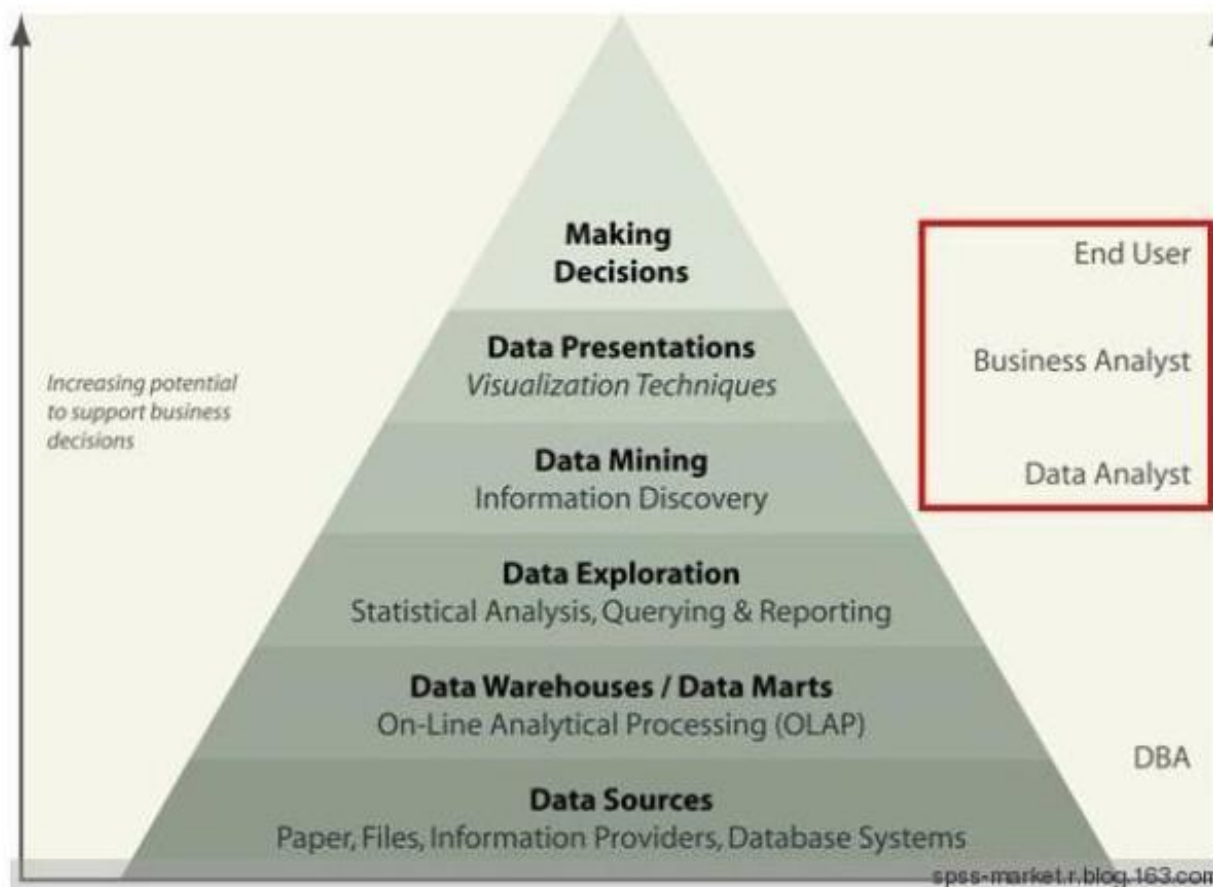 Making
Decisions
End User
Data Presentations
Visualization Techniques
Business Analyst
Increasing potential
to support business
decisions
Data Mining
Information Discovery
Data Analyst
Data Exploration
Statistical Analysis, Querying & Reporting
Data Warehouses / Data Marts
On-Line Analytical Processing (OLAP)
DBA
Data Sources
Paper, Files, Information Providers, Database Systems
spss-market.r.blog.163.com